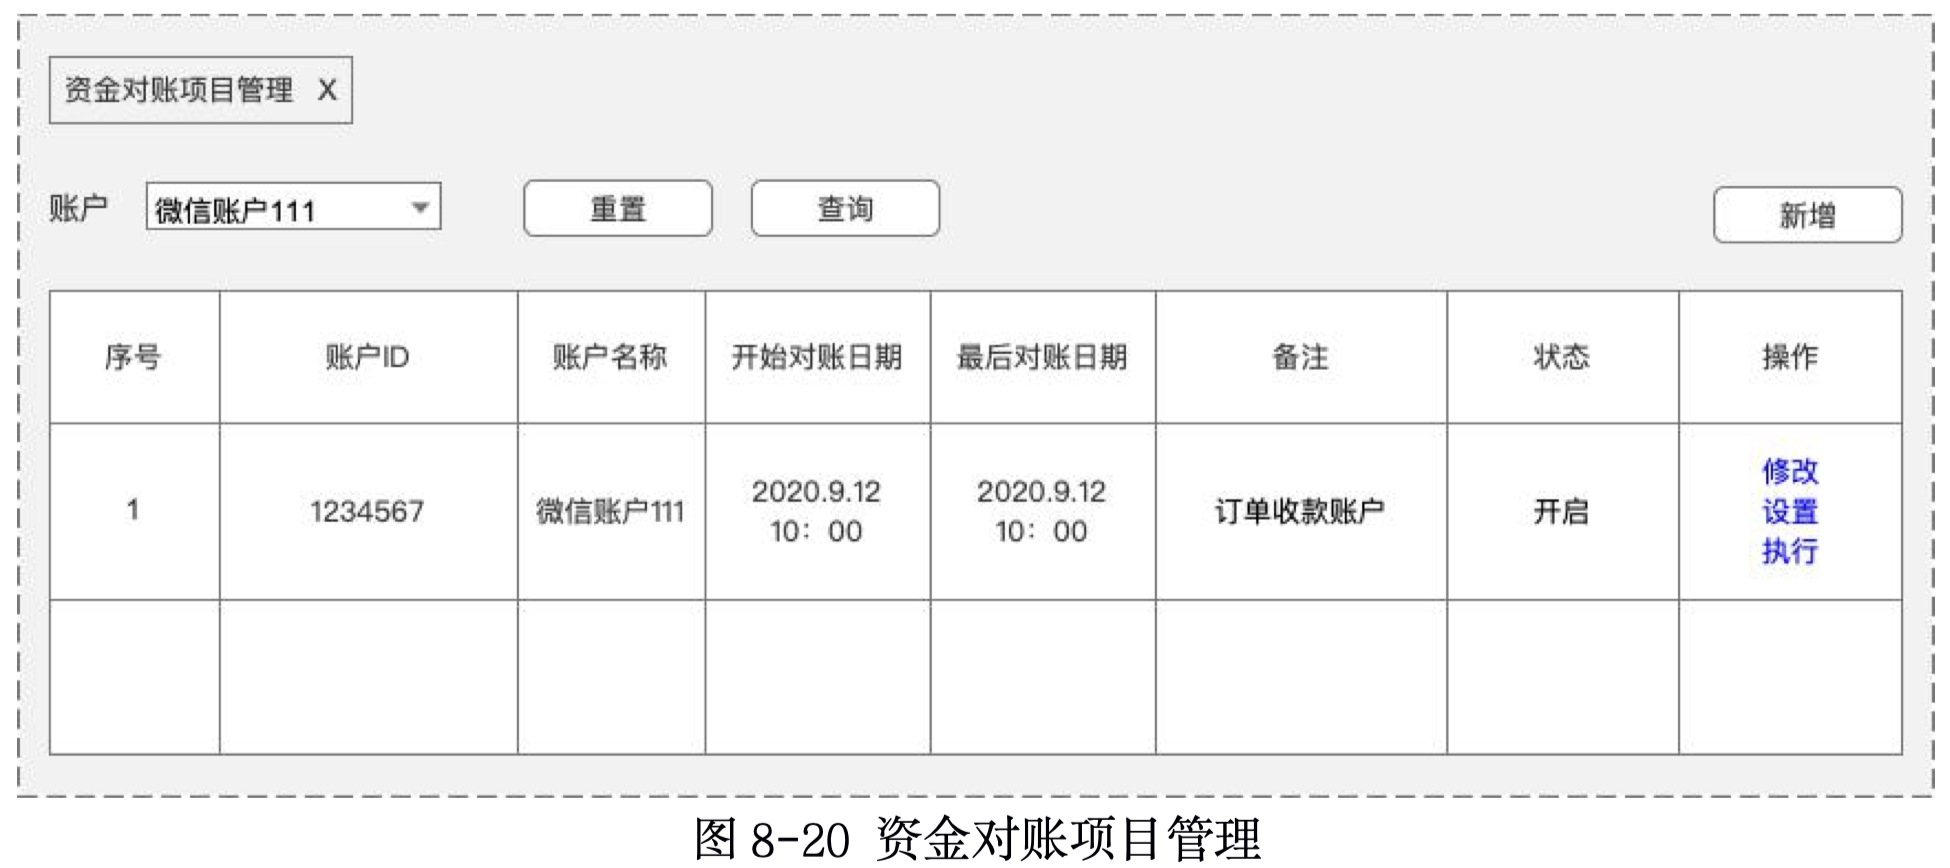 资金对账项目管理 X
账户 微信账户111 重置 查询 新增
序号 账户ID 账户名称 开始对账日期 最后对账日期 备注 状态 操作
1 1234567 微信账户111 2020.9.12 10：00 2020.9.12 10：00 订单收款账户 开启 修改 设置 执行
图 8-20 资金对账项目管理